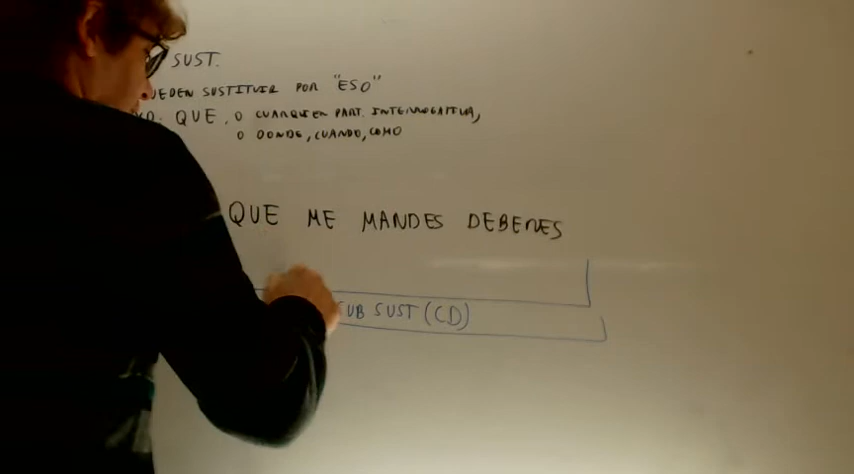 SUST.
UEDEN SUSTITUIR POR "ESO"
XO. QUE, O CUALQUIER PART. INTERROGATIVA,
O DONDE, CUANDO, COMO
QUE ME MANDES DEBERES
SUB SUST (CD)